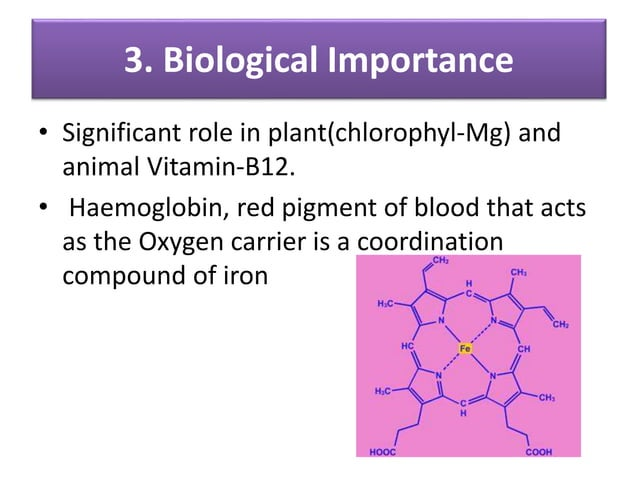 3. Biological Importance
• Significant role in plant(chlorophyl-Mg) and
animal Vitamin-B12.
• Haemoglobin, red pigment of blood that acts
as the Oxygen carrier is a coordination
compound of iron
CH₂
H
C
CH₃
H₃C
N
N
CH₂
HC
Fe
CH
N
N
H₃C
CH₃
C
H
HOOC
COOH